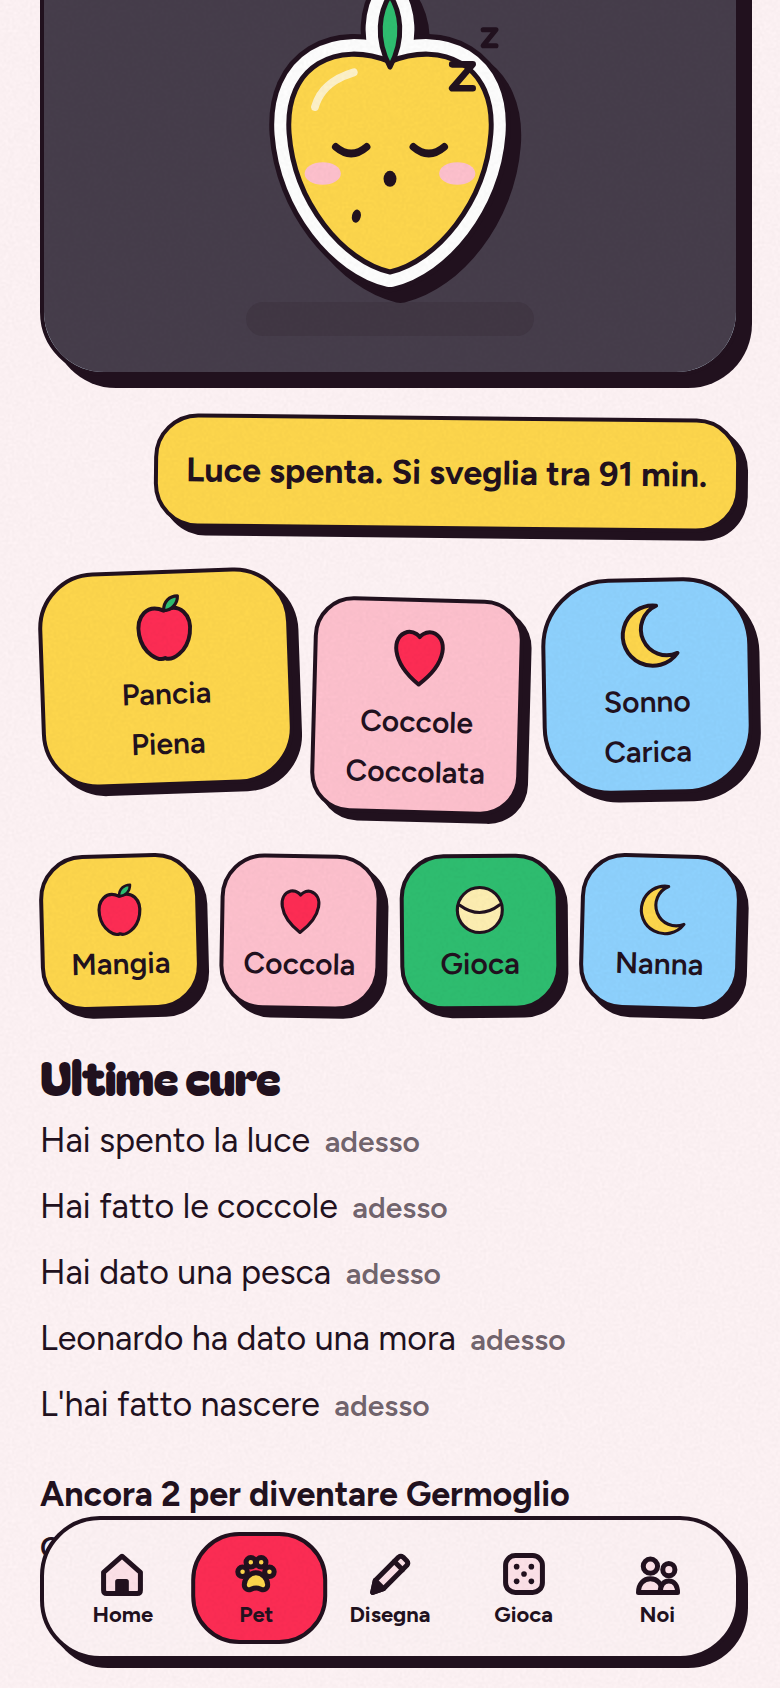 z
z
Luce spenta. Si sveglia tra 91 min.
Pancia
Piena
Coccole
Coccolata
Sonno
Carica
Mangia
Coccola
Gioca
Nanna
Ultime cure
Hai spento la luce adesso
Hai fatto le coccole adesso
Hai dato una pesca adesso
Leonardo ha dato una mora adesso
L'hai fatto nascere adesso
Ancora 2 per diventare Germoglio
Home
Pet
Disegna
Gioca
Noi